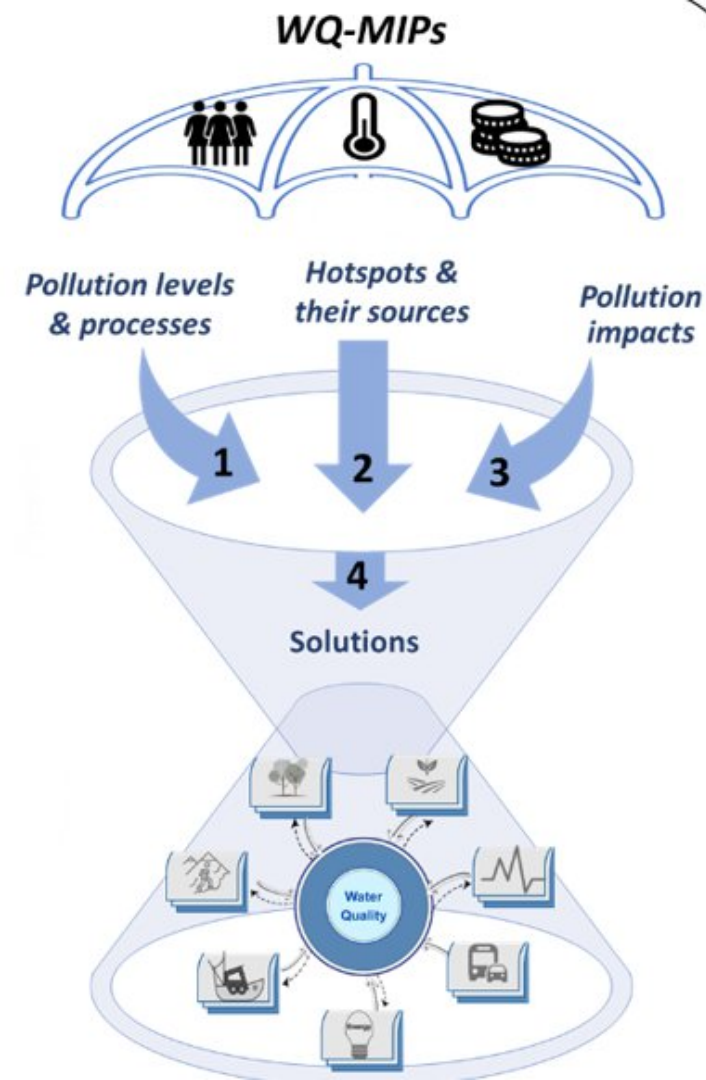 WQ-MIPs
Pollution levels
& processes
Hotspots &
their sources
Pollution
impacts
1
2
3
4
Solutions
Water
Quality
Energy